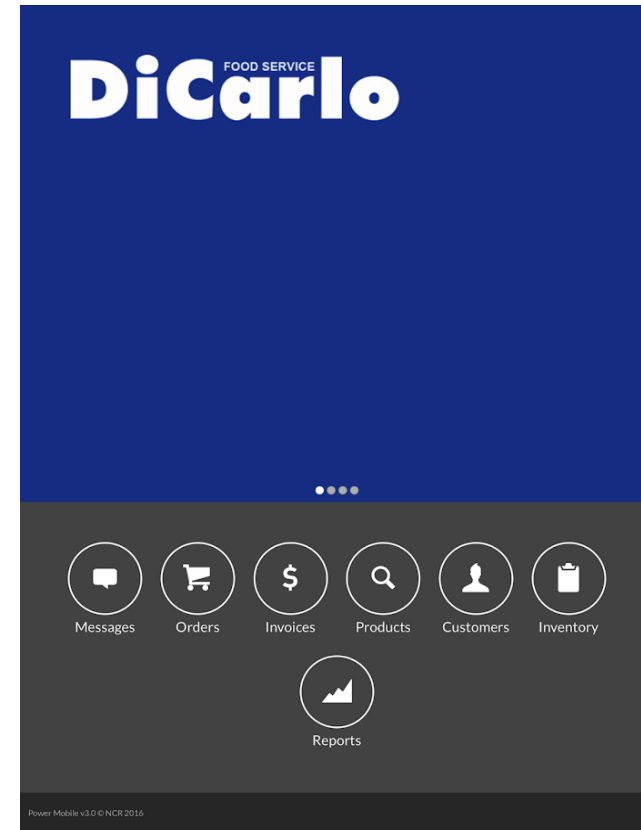 FOOD SERVICE
DiCarlo
Messages Orders Invoices Products Customers Inventory
Reports
Power Mobile v3.0 © NCR 2016